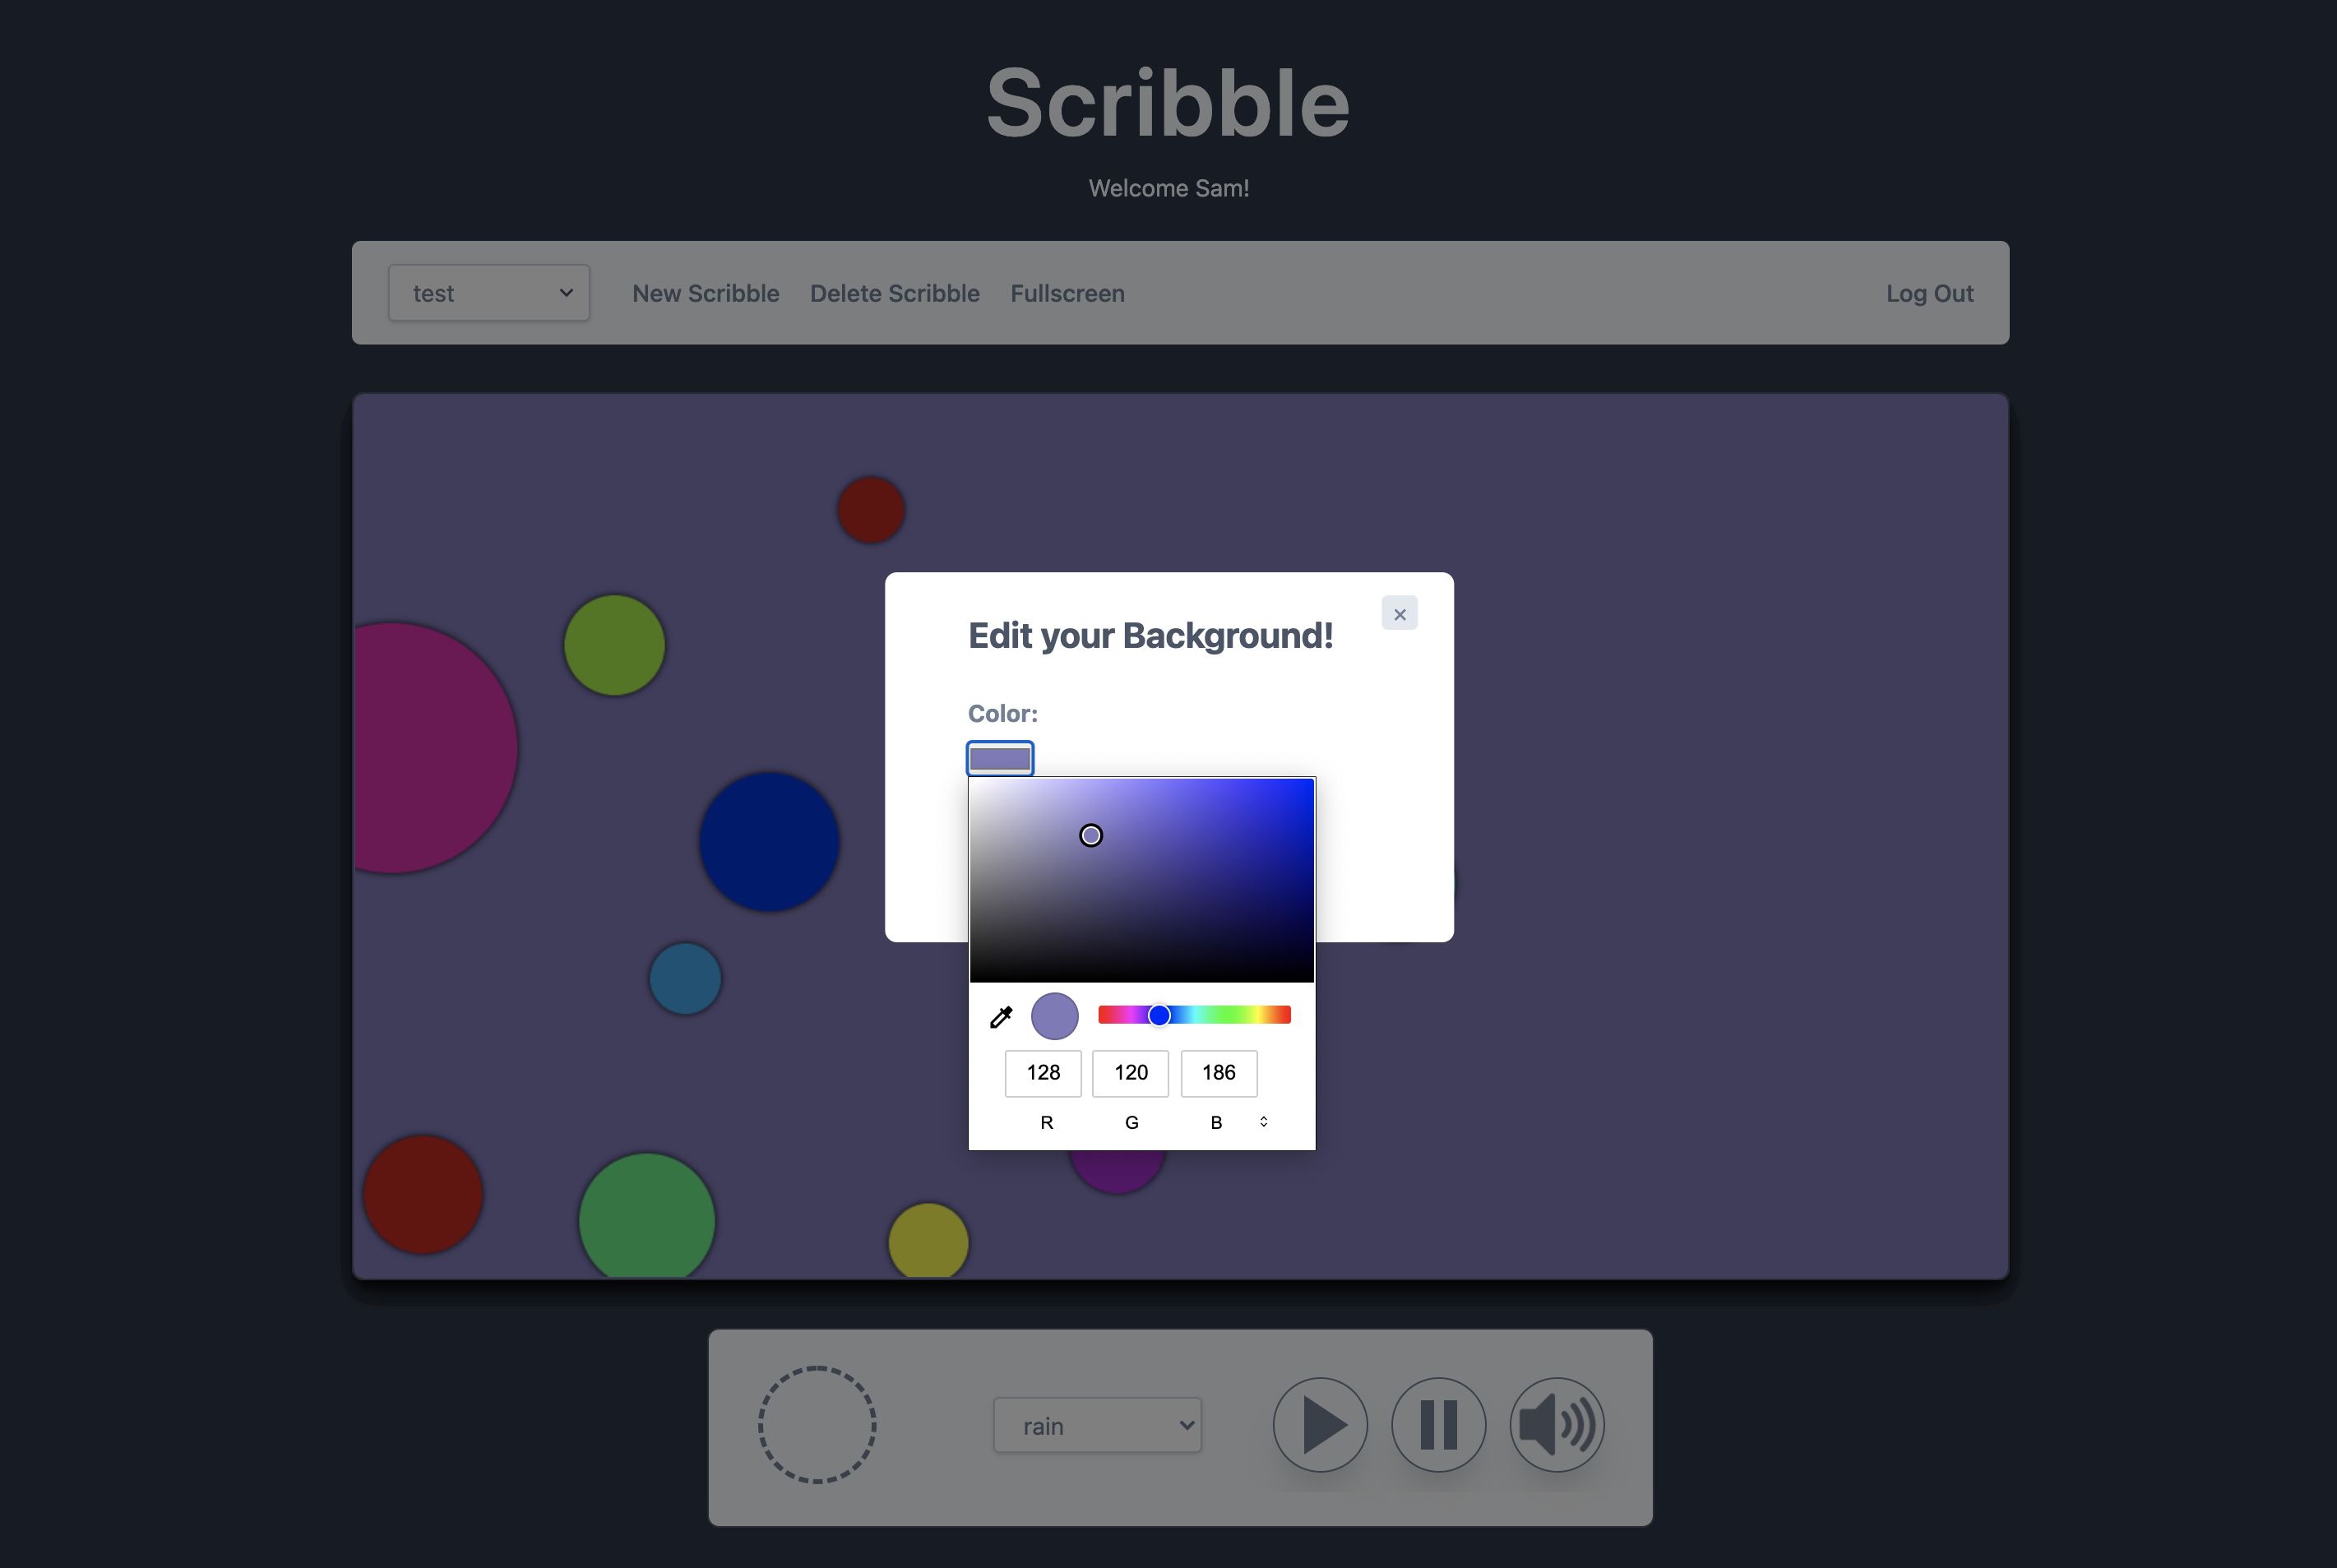 Scribble
Welcome Sam!
test
New Scribble
Delete Scribble
Fullscreen
Log Out
×
Edit your Background!
Color:
128
120
186
R
G
B
rain